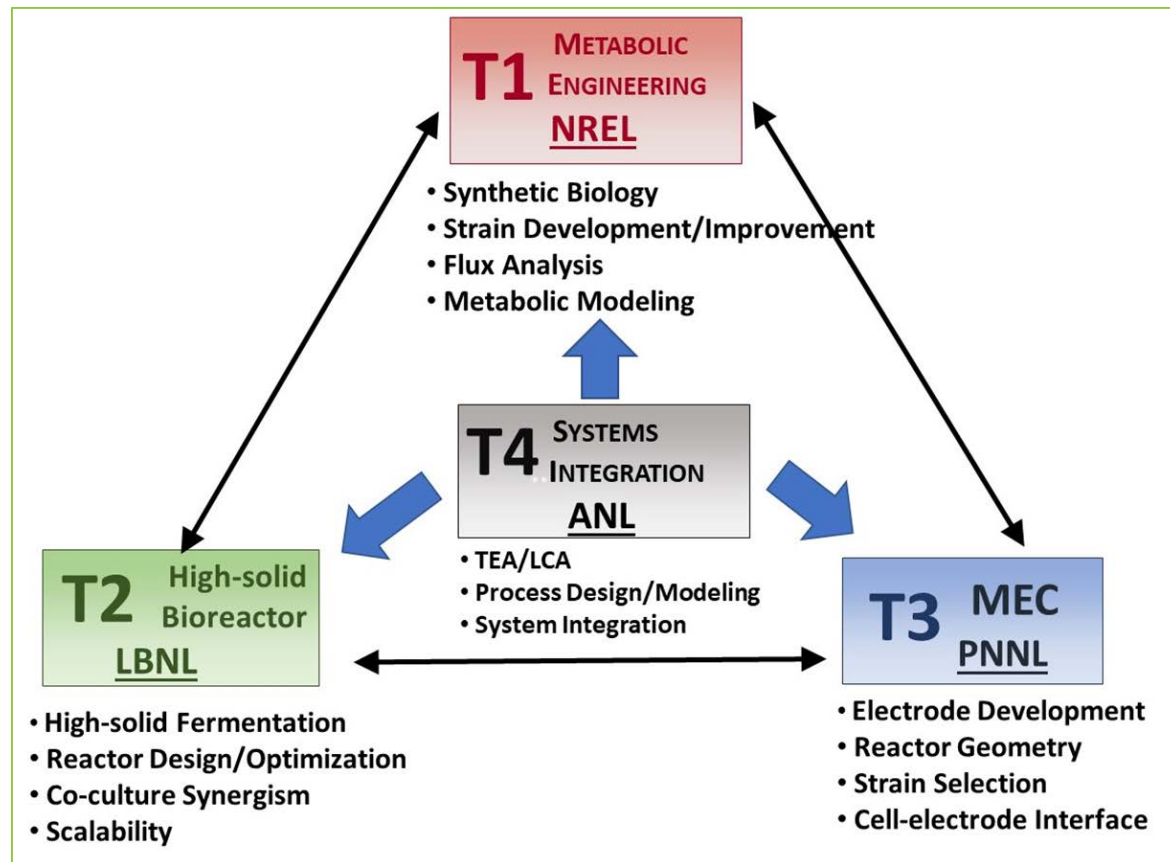 T1 METABOLIC
ENGINEERING
NREL
• Synthetic Biology
• Strain Development/Improvement
• Flux Analysis
• Metabolic Modeling
T4 SYSTEMS
INTEGRATION
ANL
• TEA/LCA
• Process Design/Modeling
• System Integration
T2 High-solid
Bioreactor
LBNL
• High-solid Fermentation
• Reactor Design/Optimization
• Co-culture Synergism
• Scalability
T3 MEC
PNNL
• Electrode Development
• Reactor Geometry
• Strain Selection
• Cell-electrode Interface